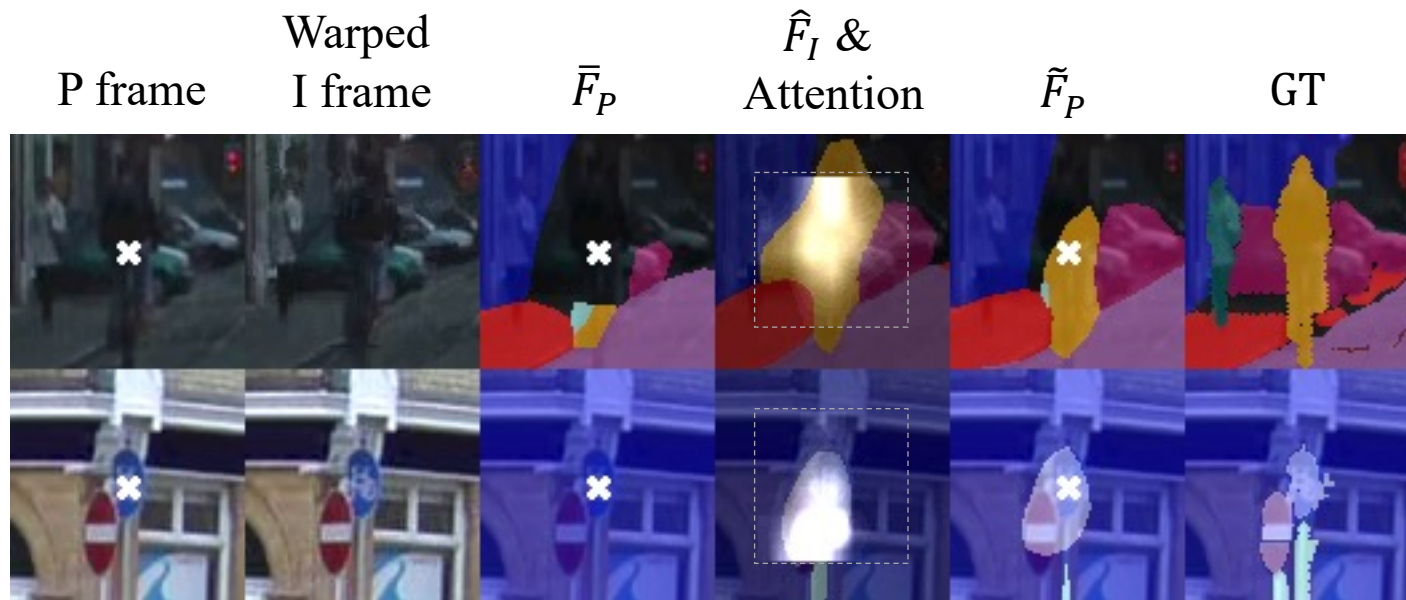 Warped
P frame
I frame
F̄_P
F̂_I &
Attention
F̃_P
GT